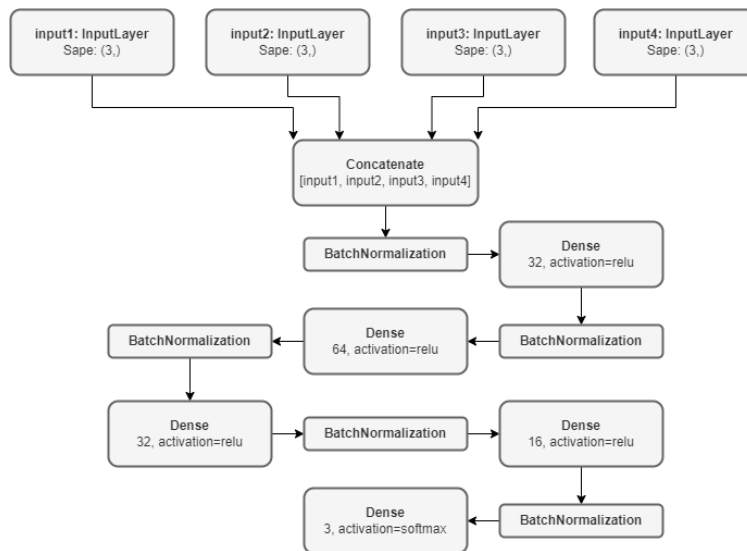 input1: InputLayer
Sape: (3,)
input2: InputLayer
Sape: (3,)
input3: InputLayer
Sape: (3,)
input4: InputLayer
Sape: (3,)
Concatenate
[input1, input2, input3, input4]
BatchNormalization
Dense
32, activation=relu
BatchNormalization
Dense
64, activation=relu
BatchNormalization
Dense
32, activation=relu
BatchNormalization
Dense
16, activation=relu
BatchNormalization
Dense
3, activation=softmax